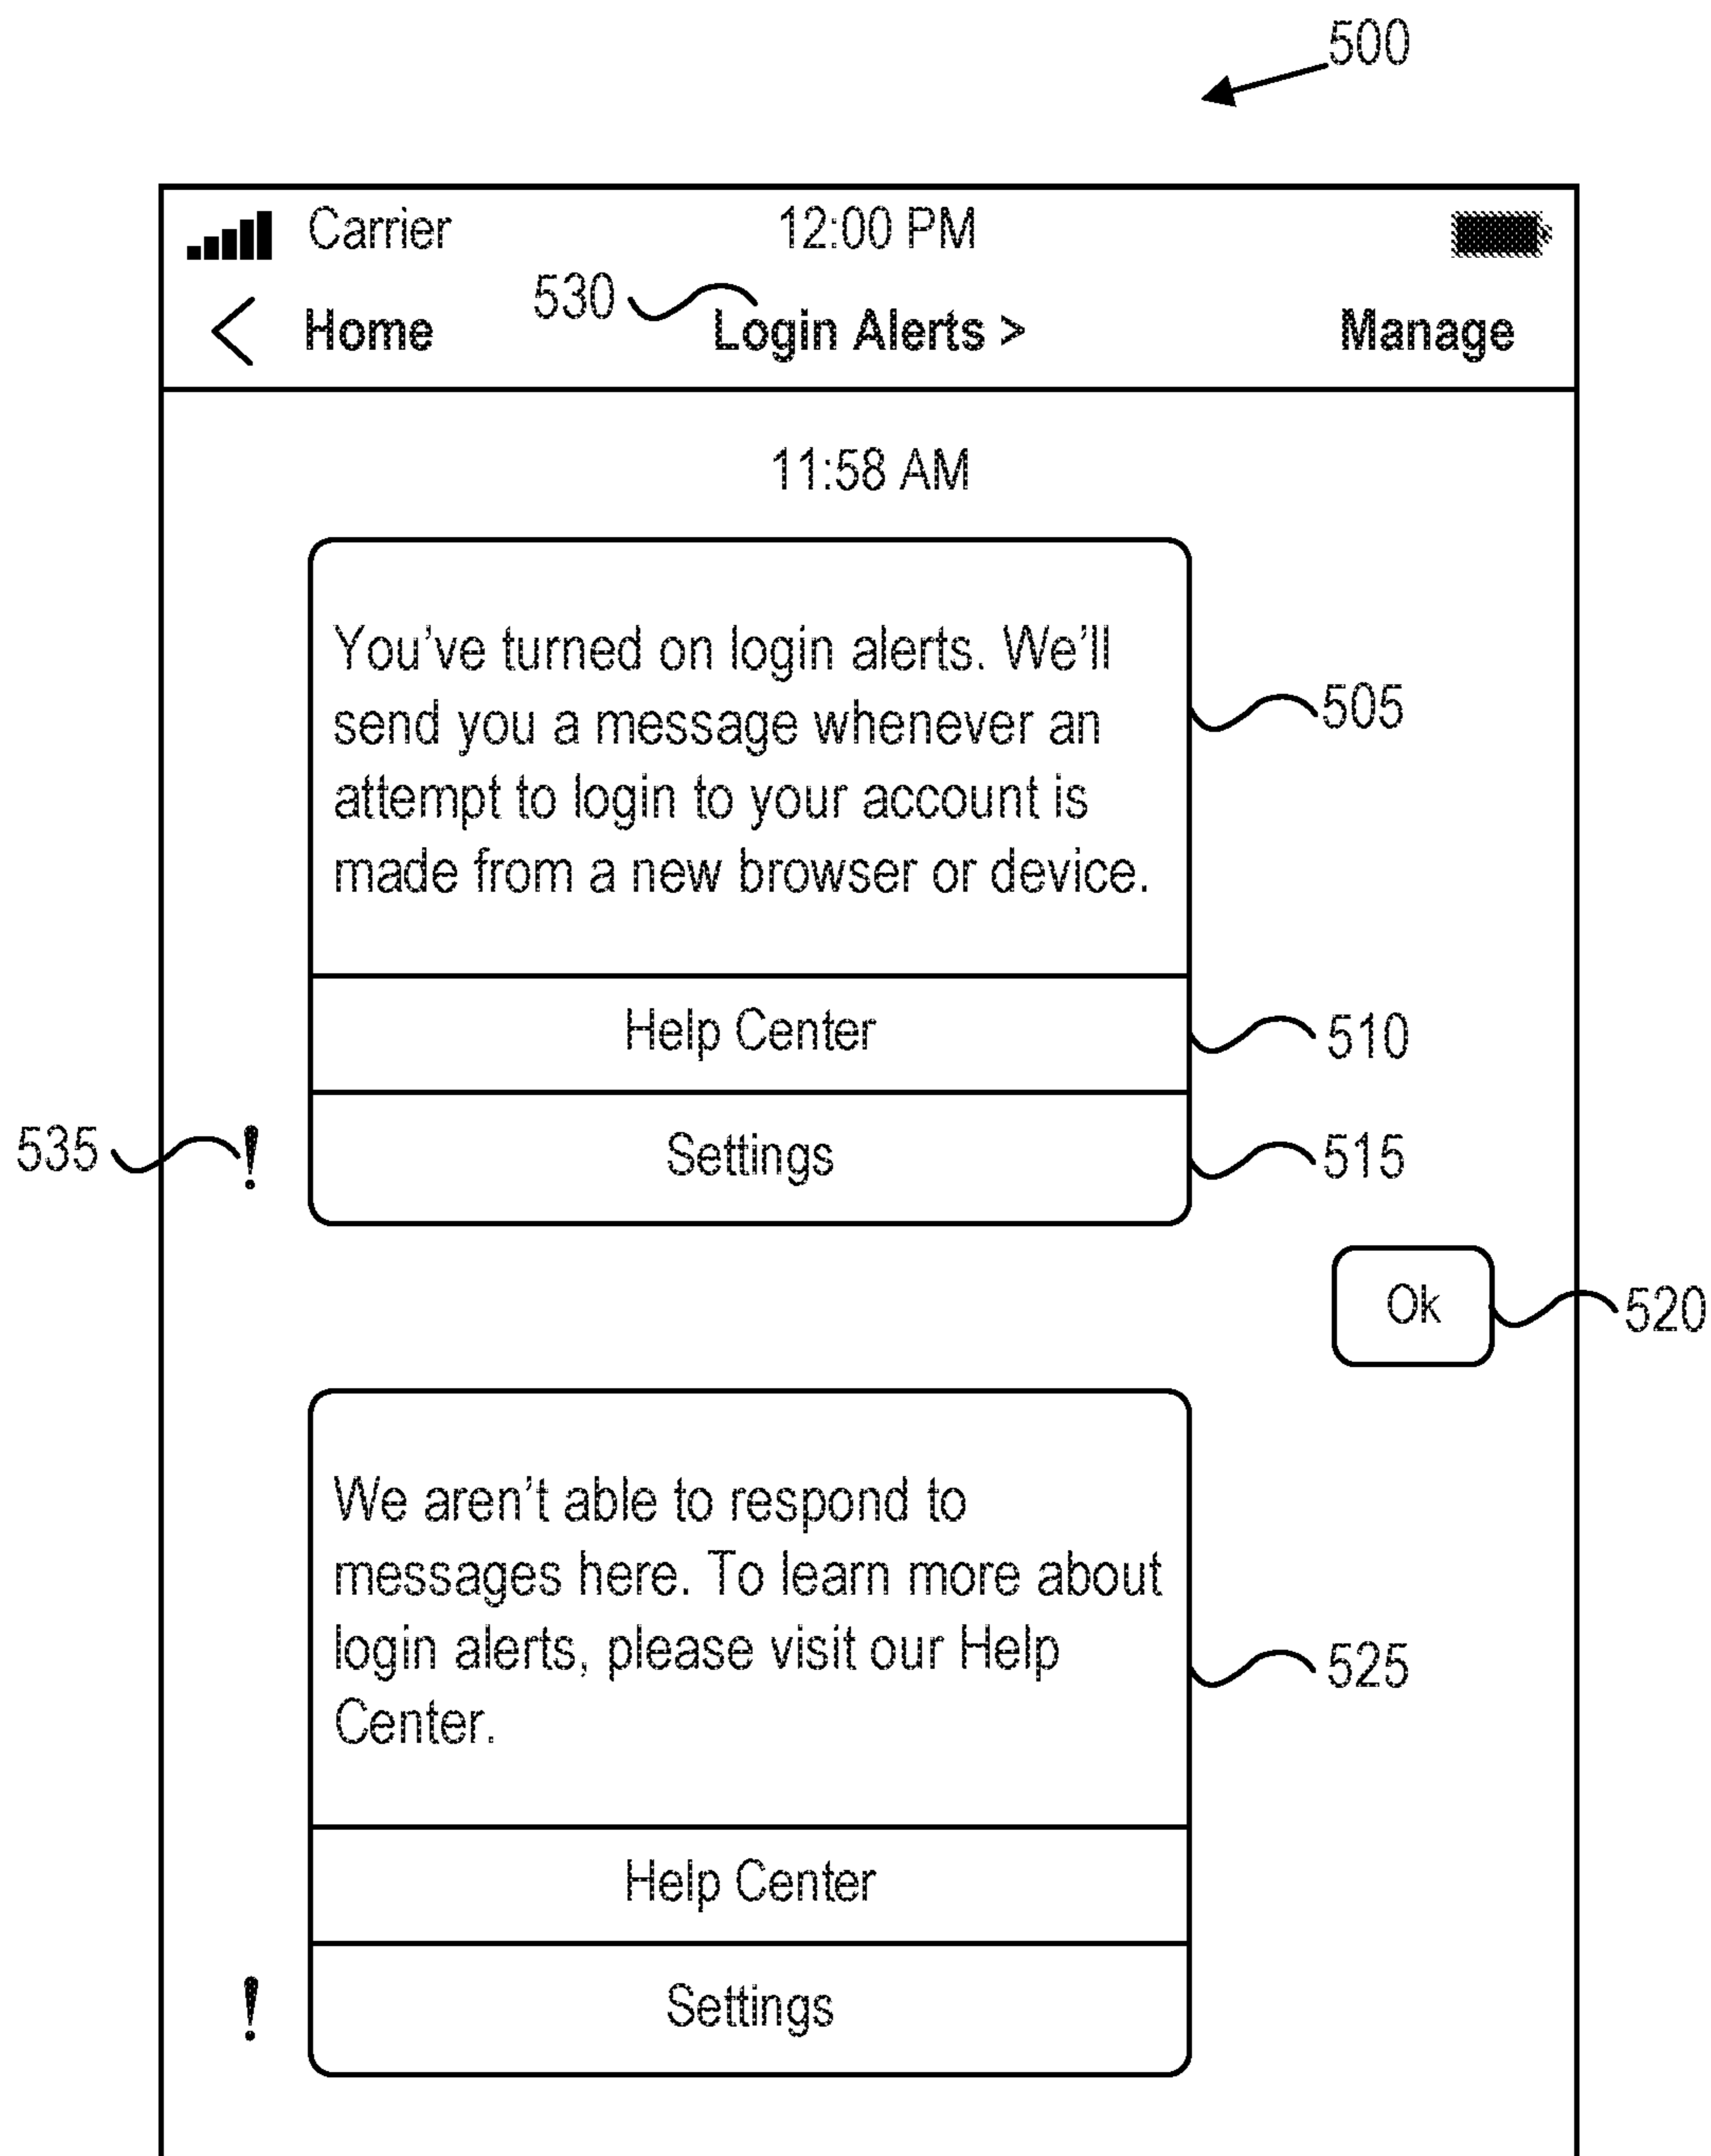 500
Carrier 12:00 PM
530
< Home Login Alerts > Manage
11:58 AM
You've turned on login alerts. We'll
send you a message whenever an
attempt to login to your account is
made from a new browser or device.
505
Help Center
510
535
!
Settings
515
Ok
520
We aren't able to respond to
messages here. To learn more about
login alerts, please visit our Help
Center.
525
Help Center
!
Settings